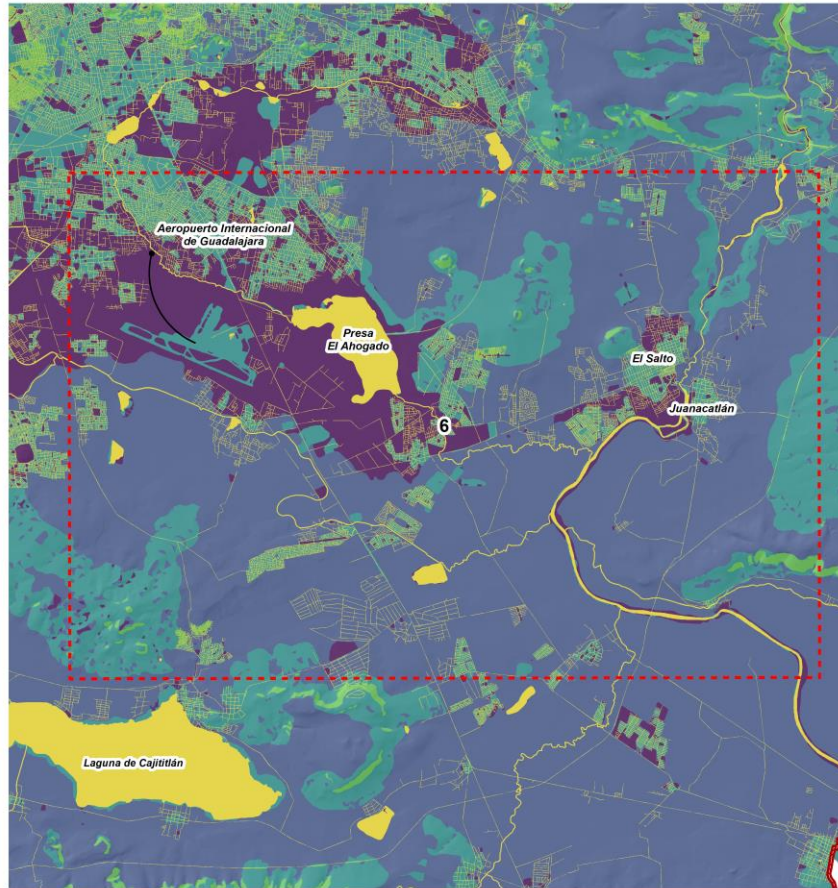 Aeropuerto Internacional
de Guadalajara
Presa
El Ahogado
El Salto
Juanacatlán
6
Laguna de Cajititlán